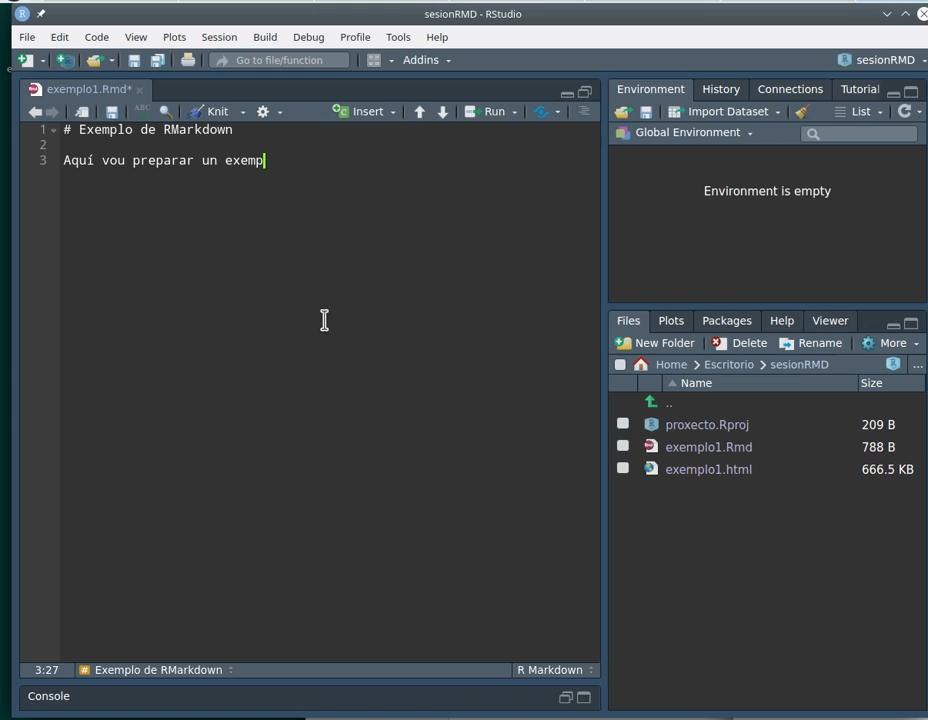 sesionRMD - RStudio
File Edit Code View Plots Session Build Debug Profile Tools Help
Go to file/function Addins sesionRMD
exemplo1.Rmd*
ABC Knit Insert Run
1 # Exemplo de RMarkdown
2
3 Aquí vou preparar un exemp
3:27 Exemplo de RMarkdown R Markdown
Console
Environment History Connections Tutorial
Import Dataset List
Global Environment
Environment is empty
Files Plots Packages Help Viewer
New Folder Delete Rename More
Home Escritorio sesionRMD ...
Name Size
..
proxecto.Rproj 209 B
exemplo1.Rmd 788 B
exemplo1.html 666.5 KB